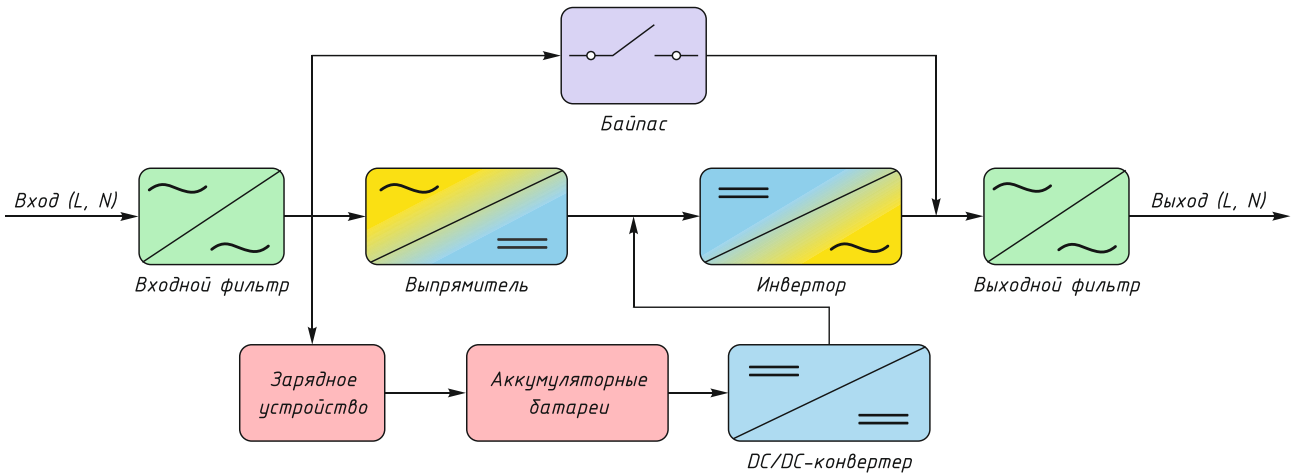 Байпас
Вход (L, N)
Выход (L, N)
Входной фильтр
Выпрямитель
Инвертор
Выходной фильтр
Зарядное
устройство
Аккумуляторные
батареи
DC/DC-конвертер